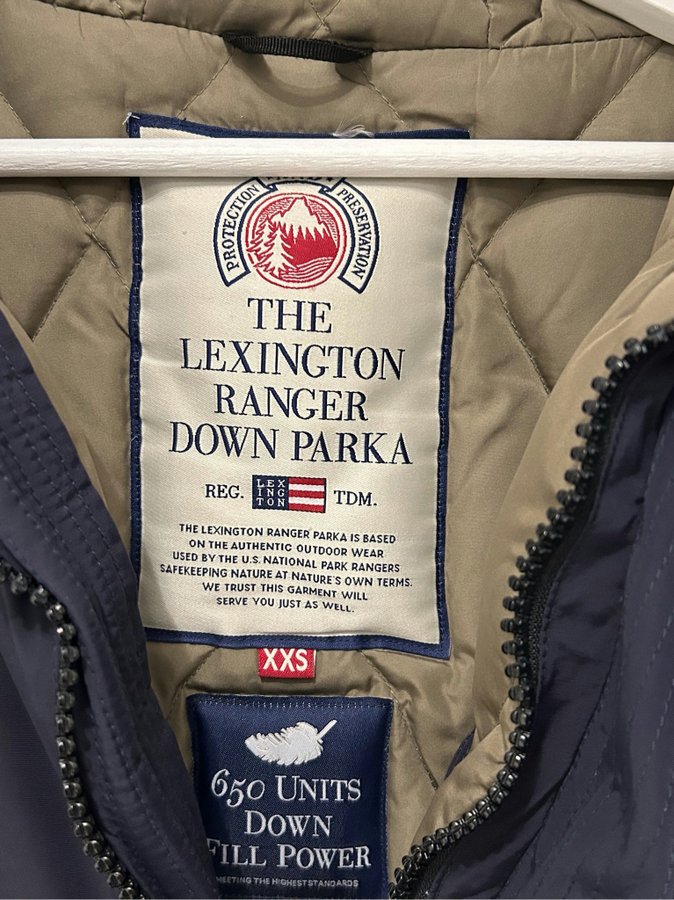 PROTECTION
PRESERVATION
THE
LEXINGTON
RANGER
DOWN PARKA
REG. LEX ING TON TDM.
THE LEXINGTON RANGER PARKA IS BASED
ON THE AUTHENTIC OUTDOOR WEAR
USED BY THE U.S. NATIONAL PARK RANGERS
SAFEKEEPING NATURE AT NATURE'S OWN TERMS.
WE TRUST THIS GARMENT WILL
SERVE YOU JUST AS WELL.
XXS
650 UNITS
DOWN
FILL POWER
MEETING THE HIGHEST STANDARDS